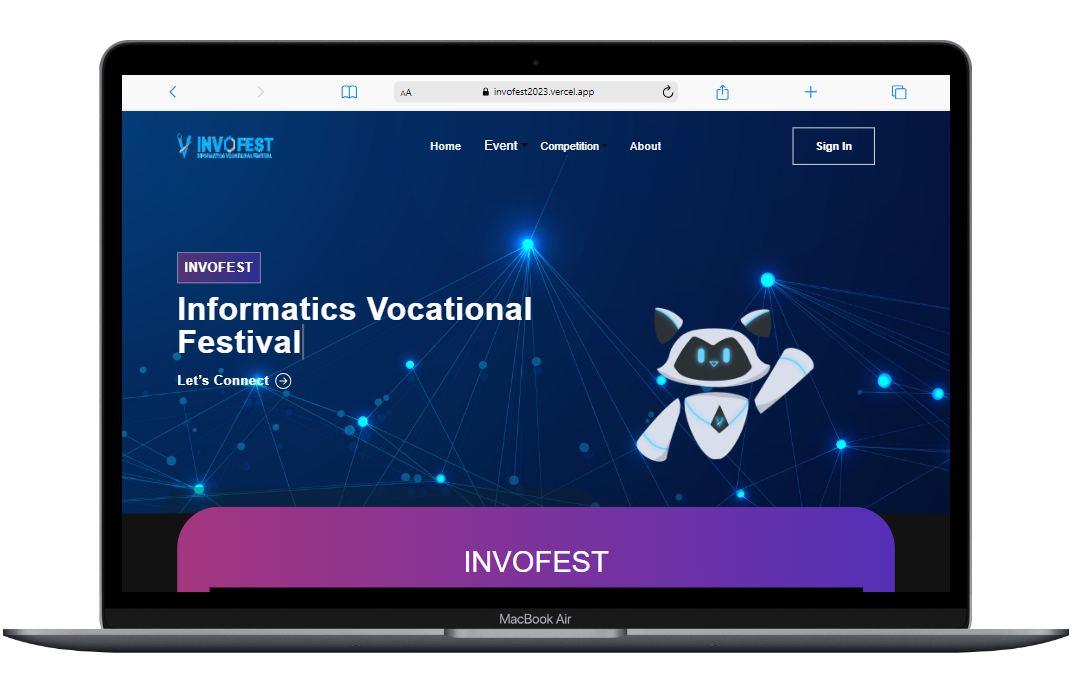 AA invofest2023.vercel.app
INVOFEST
INFORMATICS VOCATIONAL FESTIVAL
Home Event Competition About
Sign In
INVOFEST
Informatics Vocational
Festival
Let's Connect
INVOFEST
MacBook Air